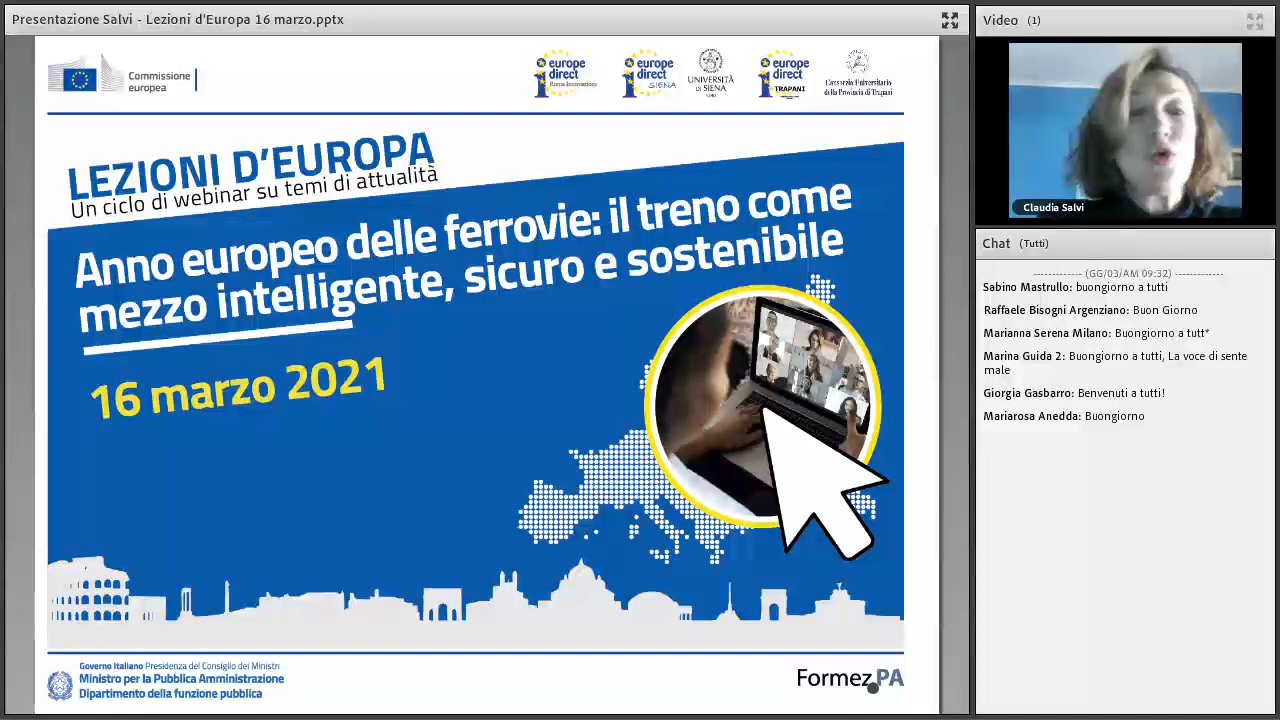 Presentazione Salvi - Lezioni d'Europa 16 marzo.pptx
Commissione
europea
europe
direct
Roma Innovazione
europe
direct
SIENA
UNIVERSITÀ
DI SIENA
1240
europe
direct
TRAPANI
Consorzio Universitario
della Provincia di Trapani
LEZIONI D'EUROPA
Un ciclo di webinar su temi di attualità
Anno europeo delle ferrovie: il treno come
mezzo intelligente, sicuro e sostenibile
16 marzo 2021
Governo Italiano Presidenza del Consiglio dei Ministri
Ministro per la Pubblica Amministrazione
Dipartimento della funzione pubblica
Formez PA
Video (1)
Claudia Salvi
Chat (Tutti)
------------- (GG/03/AM 09:32) -------------
Sabino Mastrullo: buongiorno a tutti
Raffaele Bisogni Argenziano: Buon Giorno
Marianna Serena Milano: Buongiorno a tutt*
Marina Guida 2: Buongiorno a tutti, La voce di sente
male
Giorgia Gasbarro: Benvenuti a tutti!
Mariarosa Anedda: Buongiorno